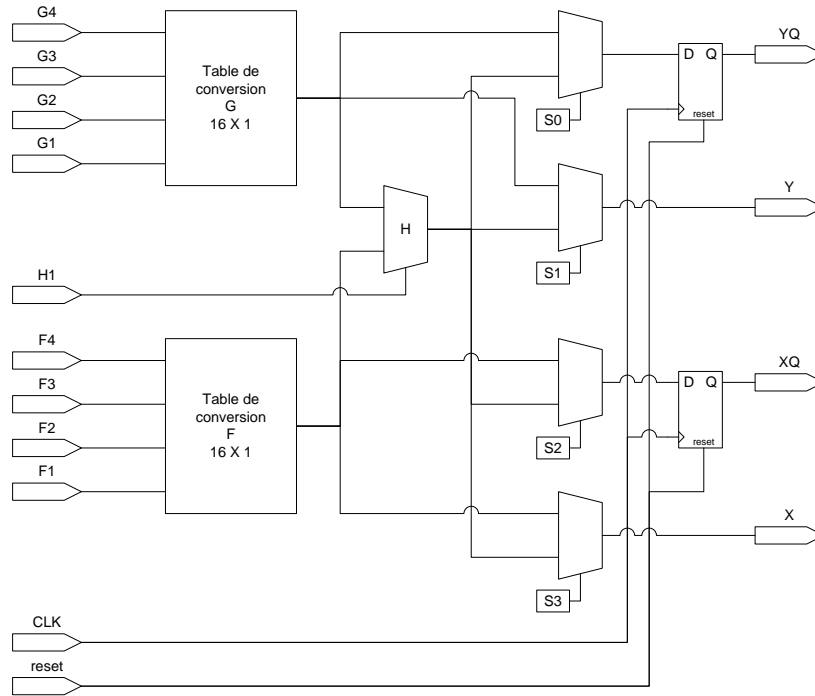 G4
G3
G2
G1
Table de
conversion
G
16 X 1
S0
D Q
reset
YQ
H
S1
Y
H1
F4
F3
F2
F1
Table de
conversion
F
16 X 1
S2
D Q
reset
XQ
S3
X
CLK
reset